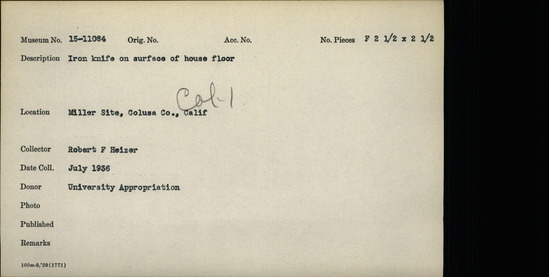 Museum No. 15-11084 Orig. No. Acc. No. No. Pieces F 2 1/2 x 2 1/2
Description Iron knife on surface of house floor
Col-1
Location Miller Site, Colusa Co., Calif
Collector Robert F Heizer
Date Coll. July 1936
Donor University Appropriation
Photo
Published
Remarks
100m-9,'39(1771)